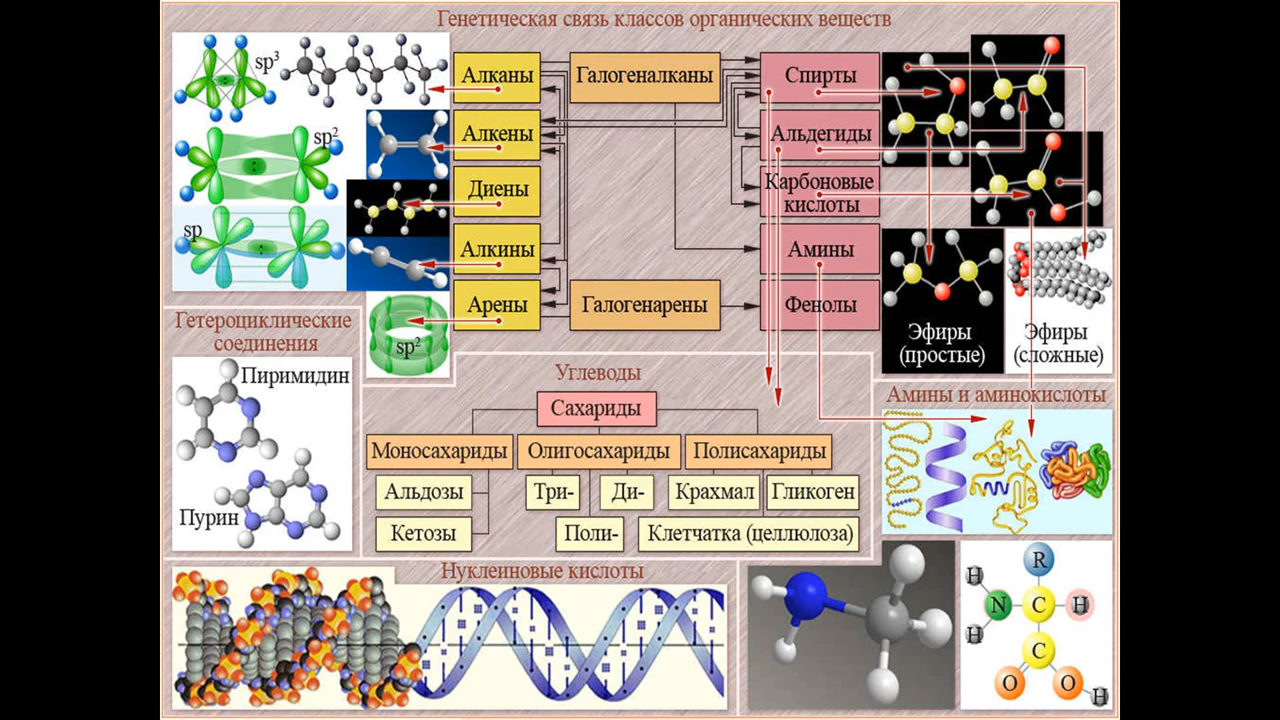 Генетическая связь классов органических веществ
sp3
sp2
sp
Алканы
Алкены
Диены
Алкины
Арены
sp2
Галогеналканы
Галогенарены
Спирты
Альдегиды
Карбоновые
кислоты
Амины
Фенолы
Эфиры
(простые)
Эфиры
(сложные)
Гетероциклические
соединения
Пиримидин
Пурин
Углеводы
Сахариды
Моносахариды
Олигосахариды
Полисахариды
Альдозы
Три-
Ди-
Крахмал
Гликоген
Кетозы
Поли-
Клетчатка (целлюлоза)
Амины и аминокислоты
Нуклеиновые кислоты
R
H
N
C
H
H
C
O
O
H